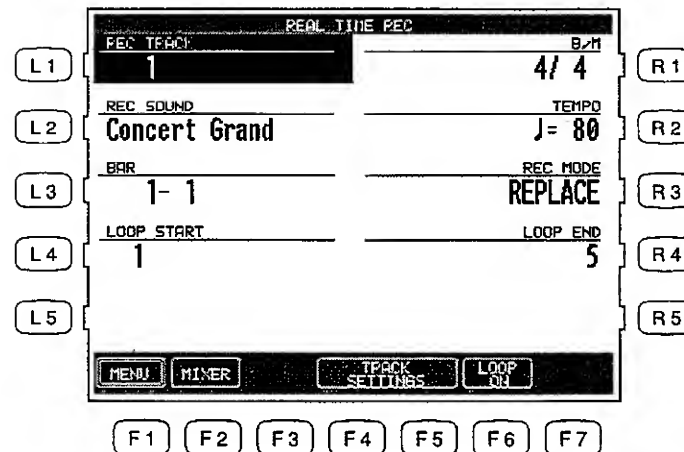 REAL TIME REC
REC TRACK
1
B/M
4/ 4
REC SOUND
Concert Grand
TEMPO
♩= 80
BAR
1- 1
REC MODE
REPLACE
LOOP START
1
LOOP END
5
MENU
MIXER
TRACK
SETTINGS
LOOP
ON
L1
L2
L3
L4
L5
R1
R2
R3
R4
R5
F1
F2
F3
F4
F5
F6
F7